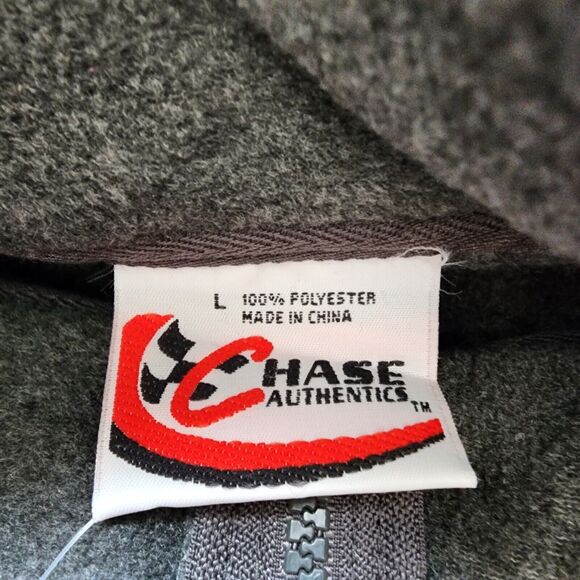 L 100% POLYESTER
MADE IN CHINA
CHASE
AUTHENTICS TM